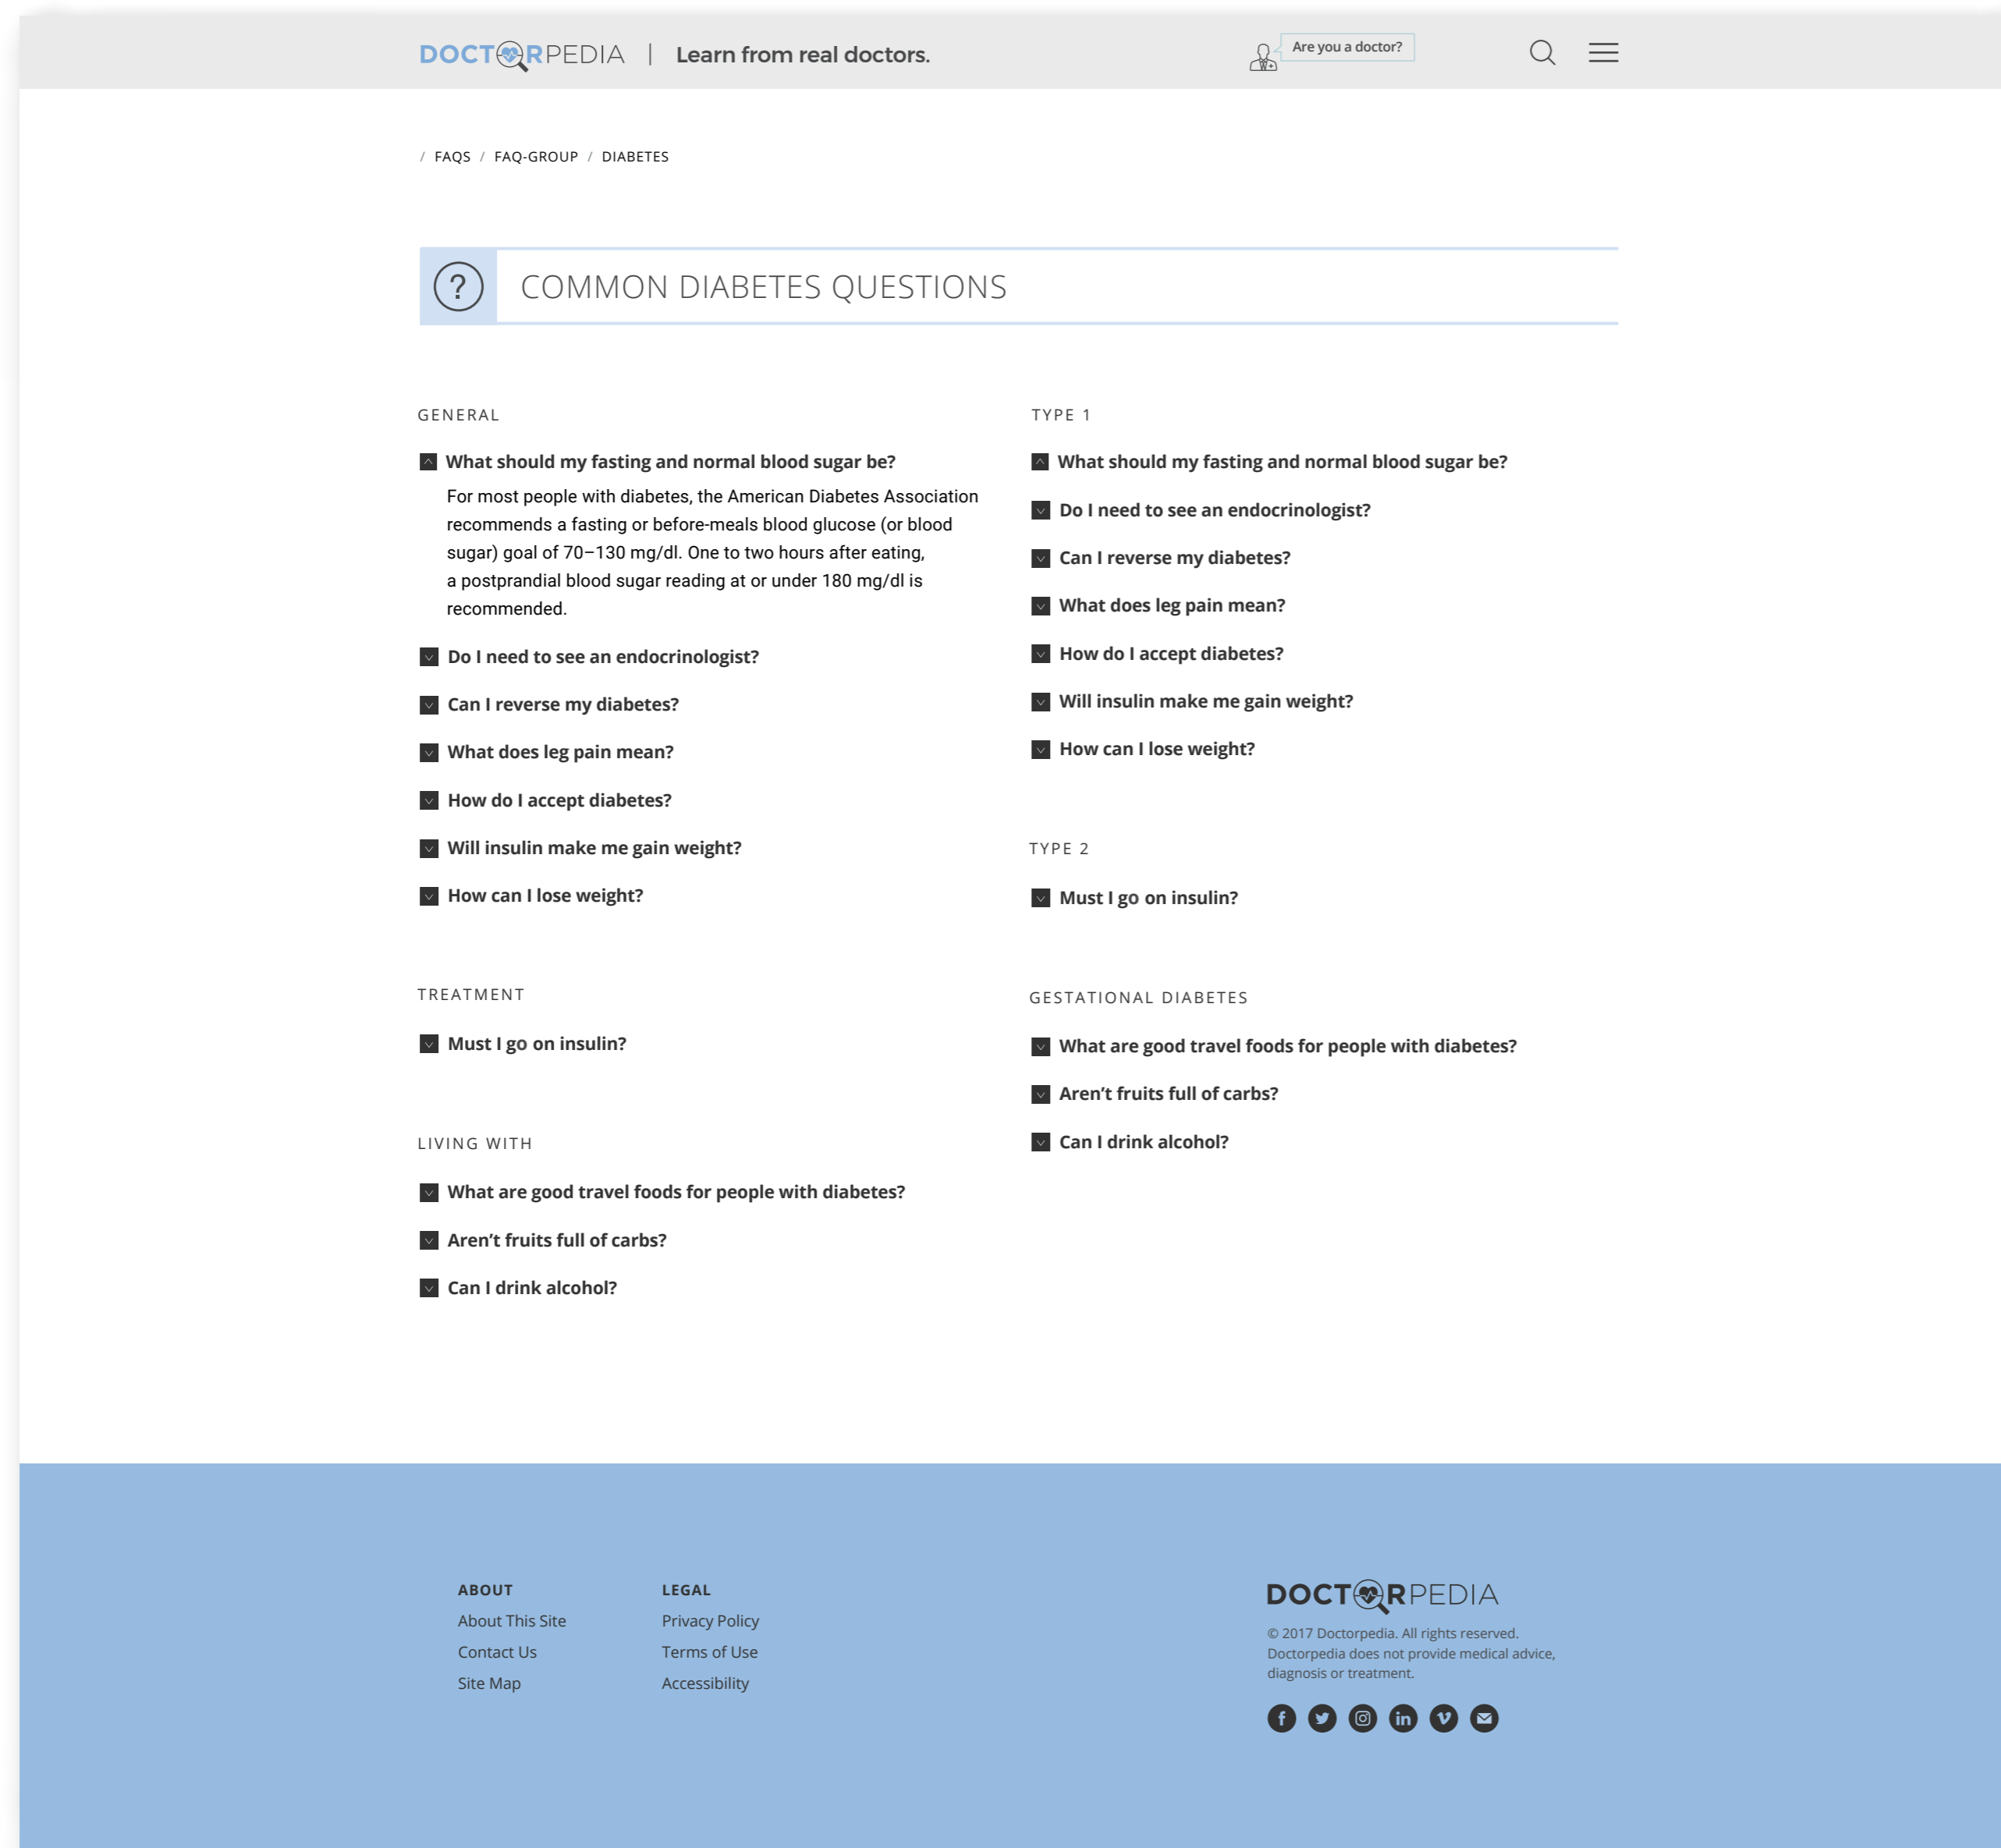 DOCTORPEDIA | Learn from real doctors.
Are you a doctor?
/ FAQS / FAQ-GROUP / DIABETES
? COMMON DIABETES QUESTIONS
GENERAL
What should my fasting and normal blood sugar be?
For most people with diabetes, the American Diabetes Association
recommends a fasting or before-meals blood glucose (or blood
sugar) goal of 70–130 mg/dl. One to two hours after eating,
a postprandial blood sugar reading at or under 180 mg/dl is
recommended.
Do I need to see an endocrinologist?
Can I reverse my diabetes?
What does leg pain mean?
How do I accept diabetes?
Will insulin make me gain weight?
How can I lose weight?
TREATMENT
Must I go on insulin?
LIVING WITH
What are good travel foods for people with diabetes?
Aren’t fruits full of carbs?
Can I drink alcohol?
TYPE 1
What should my fasting and normal blood sugar be?
Do I need to see an endocrinologist?
Can I reverse my diabetes?
What does leg pain mean?
How do I accept diabetes?
Will insulin make me gain weight?
How can I lose weight?
TYPE 2
Must I go on insulin?
GESTATIONAL DIABETES
What are good travel foods for people with diabetes?
Aren’t fruits full of carbs?
Can I drink alcohol?
ABOUT
About This Site
Contact Us
Site Map
LEGAL
Privacy Policy
Terms of Use
Accessibility
DOCTORPEDIA
© 2017 Doctorpedia. All rights reserved.
Doctorpedia does not provide medical advice,
diagnosis or treatment.